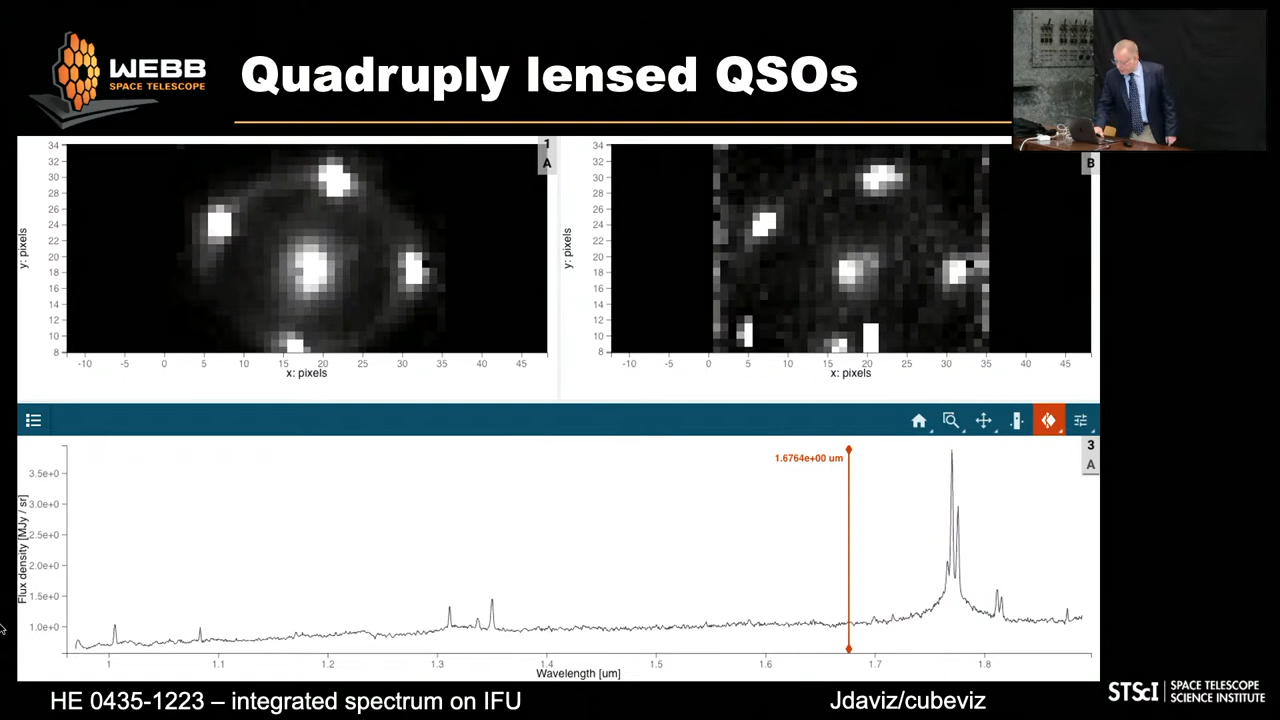 WEBB
SPACE TELESCOPE
Quadruply lensed QSOs
1
A
34
30
28
26
24
22
20
18
16
14
12
10
8
y: pixels
-10 -5 0 5 10 15 20 25 30 35 40 45
x: pixels
B
34
32
30
28
26
24
22
20
18
16
14
12
10
8
y: pixels
-10 -5 0 5 10 15 20 25 30 35 40 45
x: pixels
3
A
1.6764e+00 um
3.5e+0
3.0e+0
2.5e+0
2.0e+0
1.5e+0
1.0e+0
Flux density [MJy / sr]
1 1.1 1.2 1.3 1.4 1.5 1.6 1.7 1.8
Wavelength [um]
HE 0435-1223 – integrated spectrum on IFU
Jdaviz/cubeviz
STScI | SPACE TELESCOPE
SCIENCE INSTITUTE